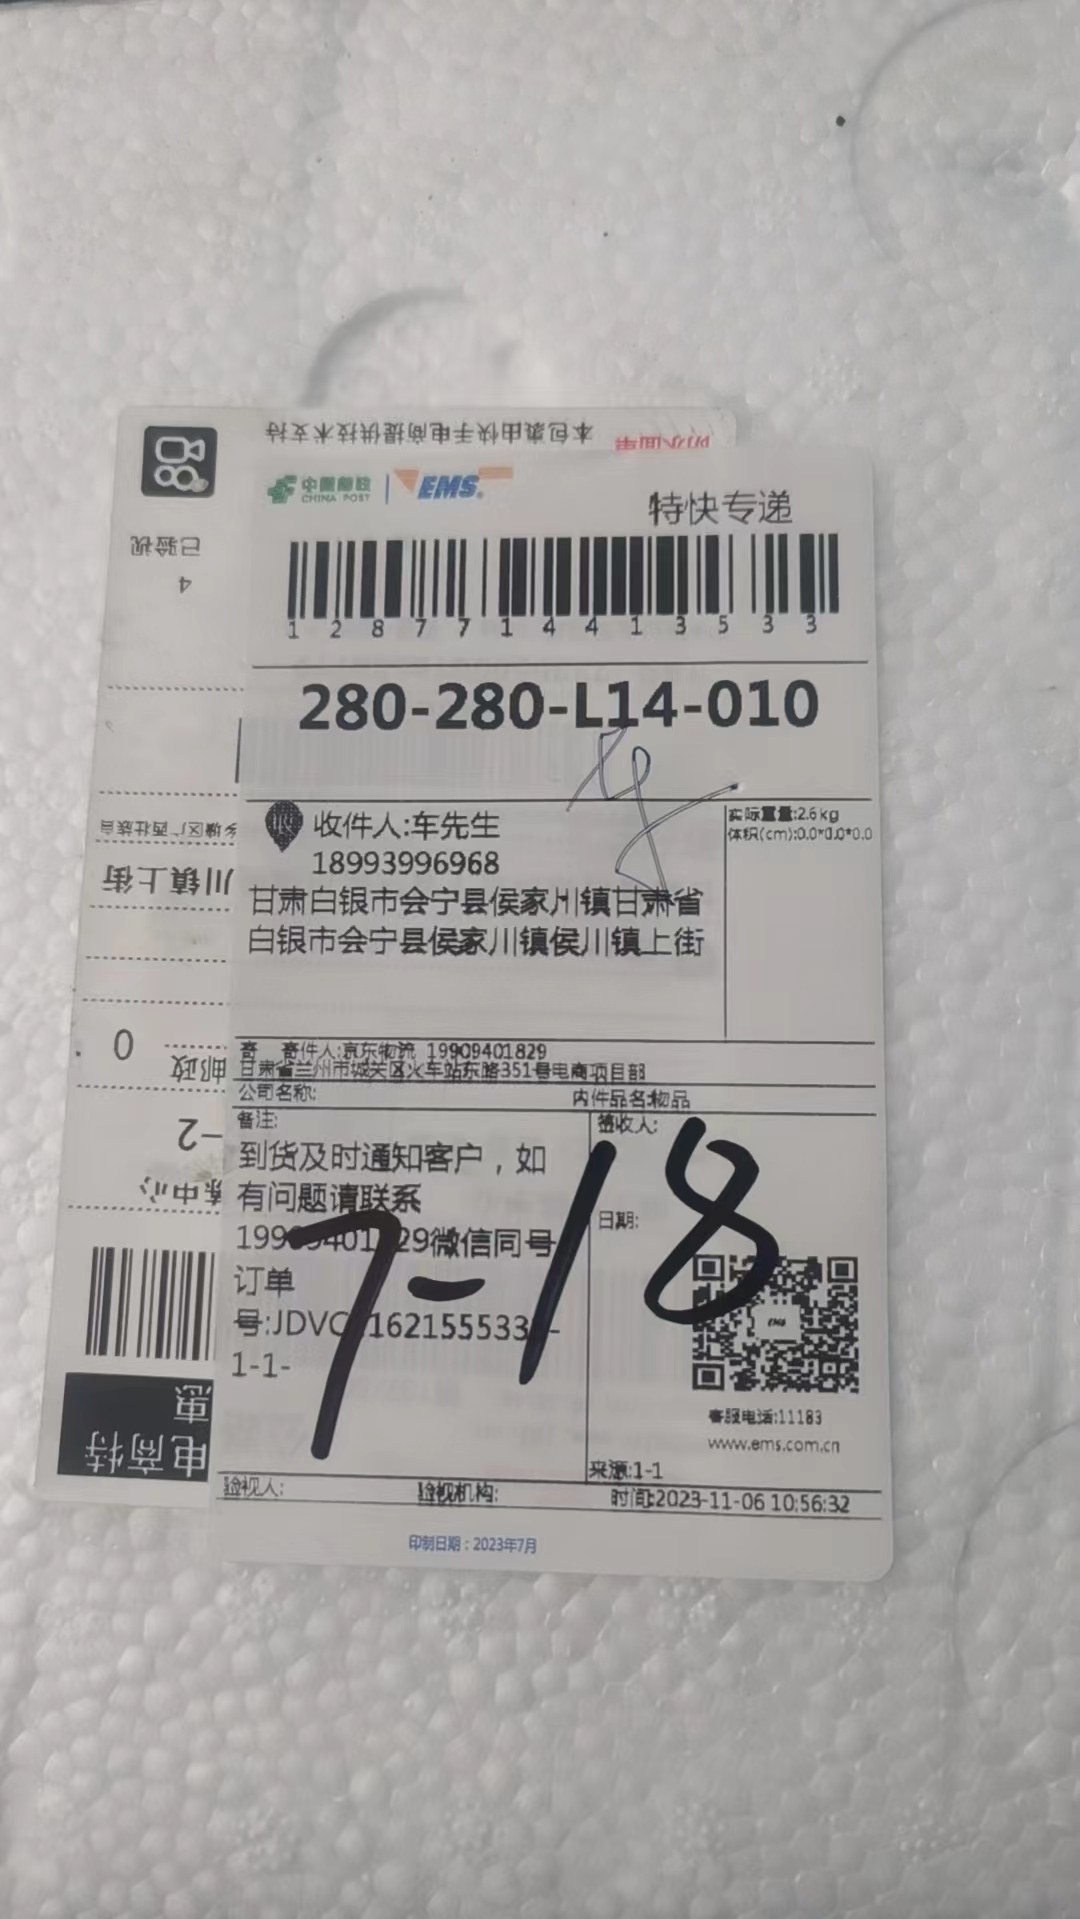 本包裹由快手电商提供技术支持
已验视
4
川镇上街
0
邮政
-2
中心
惠
电商特
中国邮政
CHINA POST
EMS
特快专递
1 2 8 7 7 1 4 4 1 3 5 3 3
280-280-L14-010
收件人:车先生
18993996968
甘肃白银市会宁县侯家川镇甘肃省
白银市会宁县侯家川镇侯川镇上街
实际重量:2.6kg
体积(cm):0.0*0.0*0.0
寄 寄件人:京东物流 19909401829
甘肃省兰州市城关区火车站东路351号电商项目部
公司名称:
内件品名:物品
备注:
到货及时通知客户，如
有问题请联系
19909401829微信同号
订单
1-1-
签收人:
日期:
7-18
客服电话:11183
www.ems.com.cn
来源:1-1
验视人:
验视机构:
时间:2023-11-06 10:56:32
印制日期：2023年7月